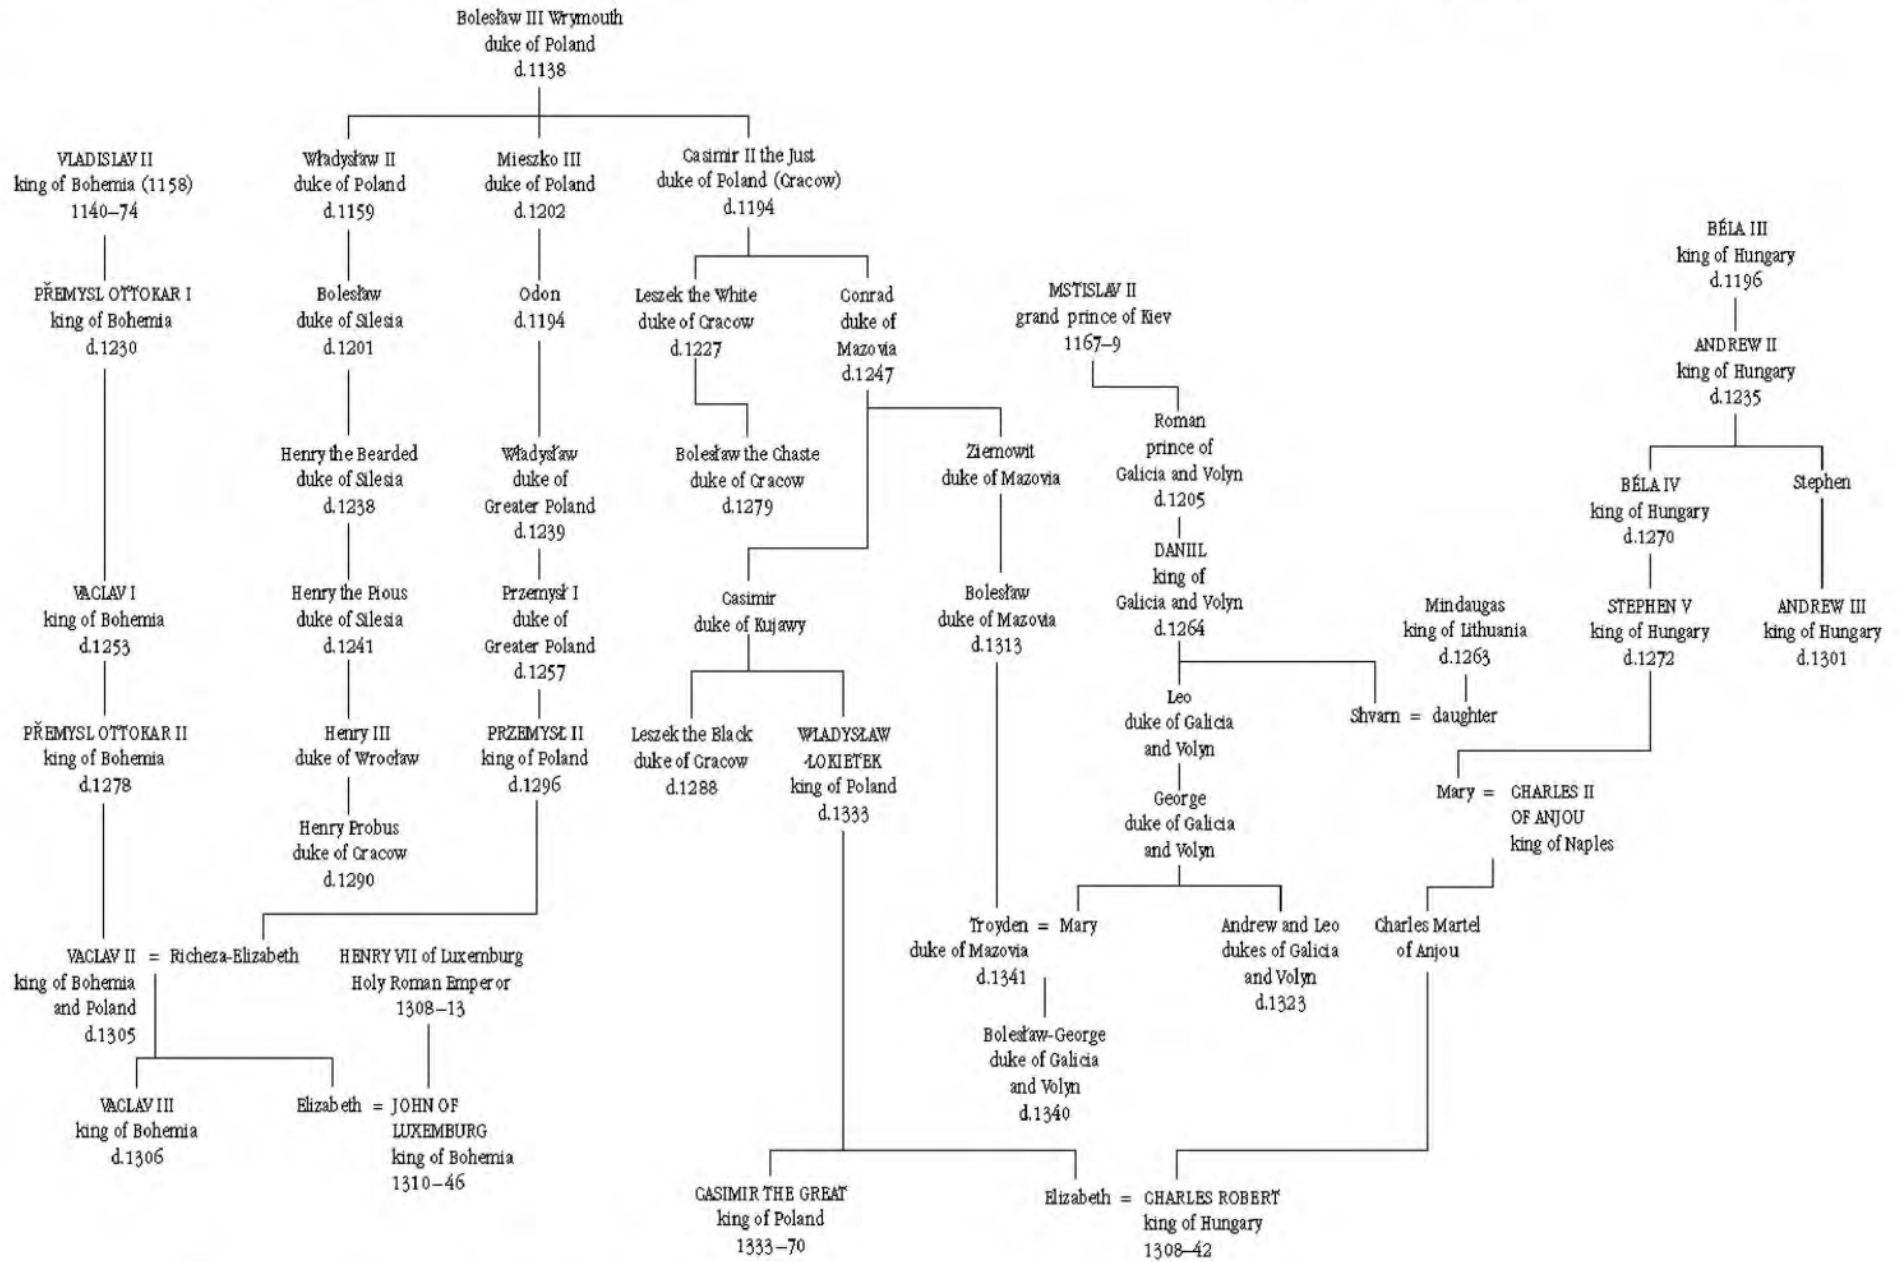 Bolesław III Wrymouth
duke of Poland
d.1138
VLADISLAV II
king of Bohemia (1158)
1140–74
Władysław II
duke of Poland
d.1159
Mieszko III
duke of Poland
d.1202
Casimir II the Just
duke of Poland (Cracow)
d.1194
BÉLA III
king of Hungary
d.1196
PŘEMYSL OTTOKAR I
king of Bohemia
d.1230
Bolesław
duke of Silesia
d.1201
Odon
d.1194
Leszek the White
duke of Cracow
d.1227
Conrad
duke of
Mazovia
d.1247
MSTISLAV II
grand prince of Kiev
1167–9
ANDREW II
king of Hungary
d.1235
Henry the Bearded
duke of Silesia
d.1238
Władysław
duke of
Greater Poland
d.1239
Bolesław the Chaste
duke of Cracow
d.1279
Ziemowit
duke of Mazovia
Roman
prince of
Galicia and Volyn
d.1205
BÉLA IV
king of Hungary
d.1270
Stephen
DANIIL
king of
Galicia and Volyn
d.1264
VACLAV I
king of Bohemia
d.1253
Henry the Pious
duke of Silesia
d.1241
Przemysł I
duke of
Greater Poland
d.1257
Casimir
duke of Kujawy
Bolesław
duke of Mazovia
d.1313
Mindaugas
king of Lithuania
d.1263
STEPHEN V
king of Hungary
d.1272
ANDREW III
king of Hungary
d.1301
PŘEMYSL OTTOKAR II
king of Bohemia
d.1278
Henry III
duke of Wrocław
PRZEMYSŁ II
king of Poland
d.1296
Leszek the Black
duke of Cracow
d.1288
WŁADYSŁAW
ŁOKIETEK
king of Poland
d.1333
Leo
duke of Galicia
and Volyn
Shvarn = daughter
Henry Probus
duke of Cracow
d.1290
George
duke of Galicia
and Volyn
Mary = CHARLES II
OF ANJOU
king of Naples
VACLAV II = Richeza-Elizabeth
king of Bohemia
and Poland
d.1305
HENRY VII of Luxemburg
Holy Roman Emperor
1308–13
Troyden = Mary
duke of Mazovia
d.1341
Andrew and Leo
dukes of Galicia
and Volyn
d.1323
Charles Martel
of Anjou
Bolesław-George
duke of Galicia
and Volyn
d.1340
VACLAV III
king of Bohemia
d.1306
Elizabeth = JOHN OF
LUXEMBURG
king of Bohemia
1310–46
CASIMIR THE GREAT
king of Poland
1333–70
Elizabeth = CHARLES ROBERT
king of Hungary
1308–42